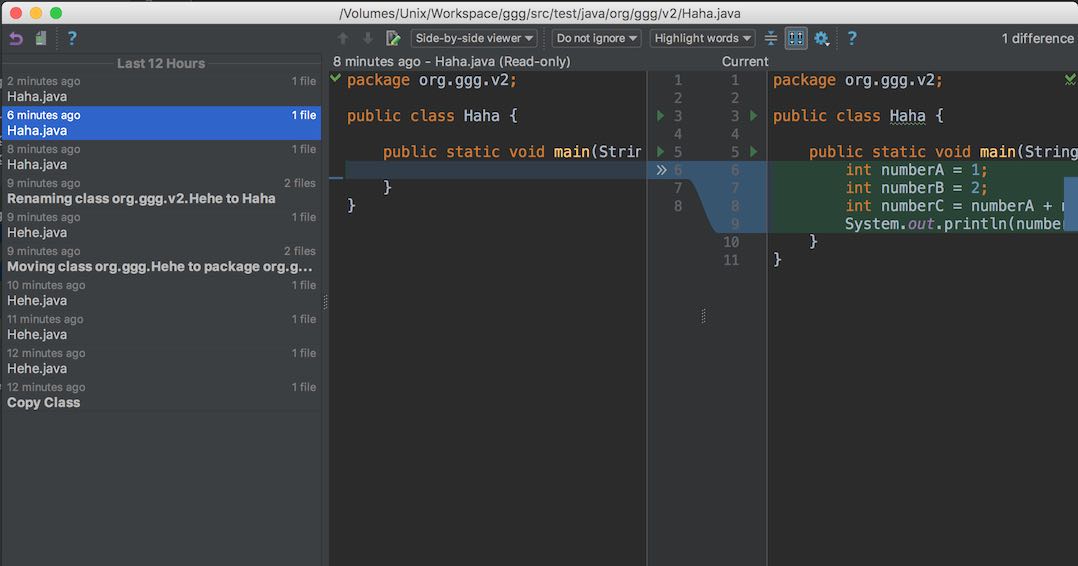 /Volumes/Unix/Workspace/ggg/src/test/java/org/ggg/v2/Haha.java
? Side-by-side viewer Do not ignore Highlight words ? 1 difference
Last 12 Hours
2 minutes ago 1 file
Haha.java
6 minutes ago 1 file
Haha.java
8 minutes ago 1 file
Haha.java
9 minutes ago 2 files
Renaming class org.ggg.v2.Hehe to Haha
9 minutes ago 1 file
Hehe.java
9 minutes ago 2 files
Moving class org.ggg.Hehe to package org.g...
10 minutes ago 1 file
Hehe.java
11 minutes ago 1 file
Hehe.java
12 minutes ago 1 file
Hehe.java
12 minutes ago 1 file
Copy Class
8 minutes ago - Haha.java (Read-only)
package org.ggg.v2; 1
2
public class Haha { 3
4
public static void main(Strir 5
6
} 7
} 8
Current
1 package org.ggg.v2;
2
3 public class Haha {
4
5 public static void main(String
6 int numberA = 1;
7 int numberB = 2;
8 int numberC = numberA + n
9 System.out.println(number
10 }
11 }